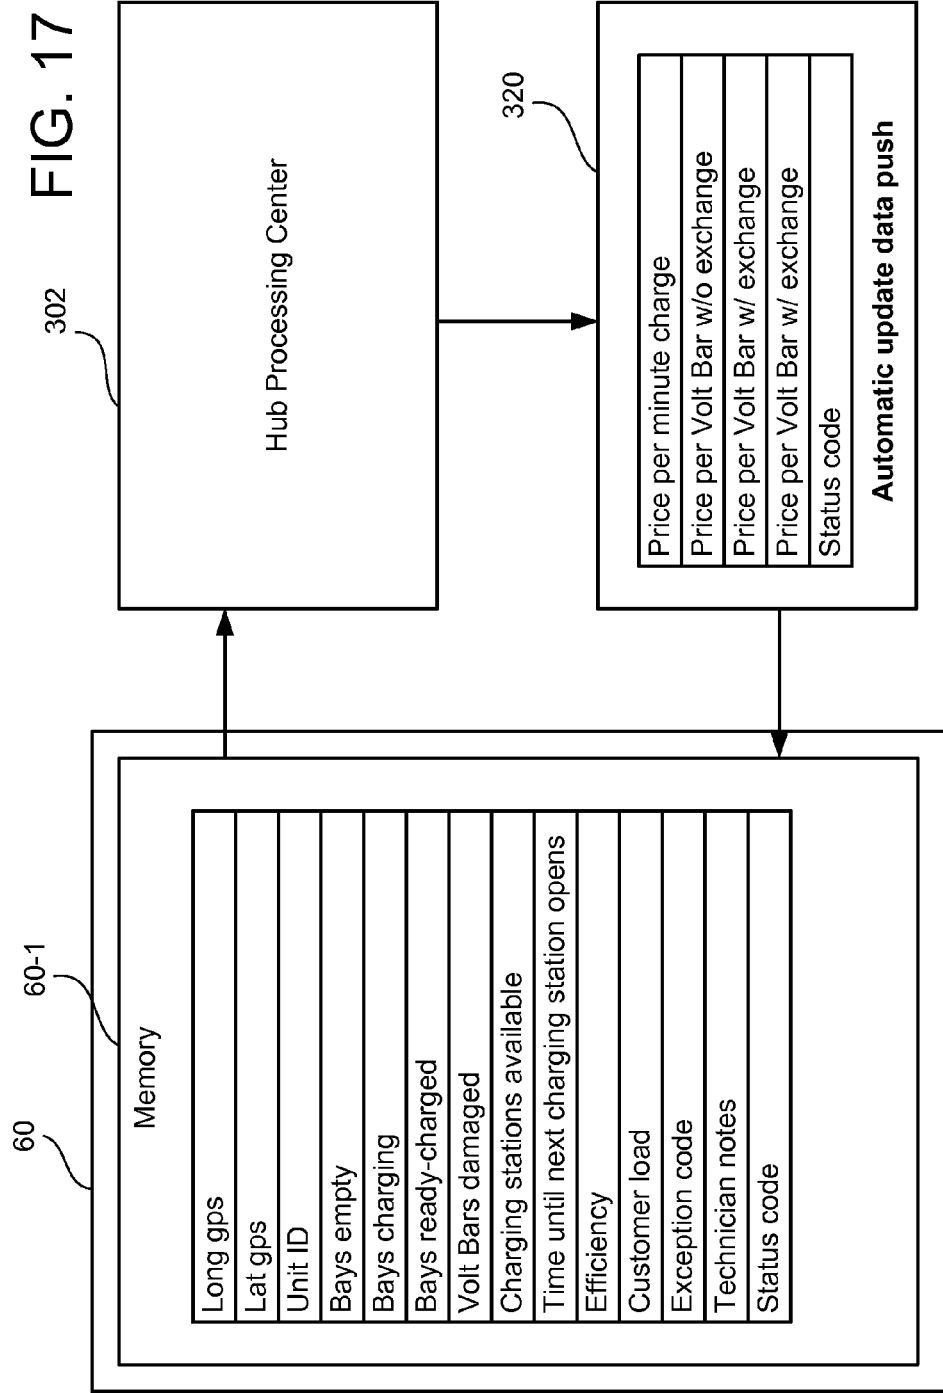 FIG. 17
60
60-1
Memory
Long gps
Lat gps
Unit ID
Bays empty
Bays charging
Bays ready-charged
Volt Bars damaged
Charging stations available
Time until next charging station opens
Efficiency
Customer load
Exception code
Technician notes
Status code
302
Hub Processing Center
320
Price per minute charge
Price per Volt Bar w/o exchange
Price per Volt Bar w/ exchange
Price per Volt Bar w/ exchange
Status code
Automatic update data push